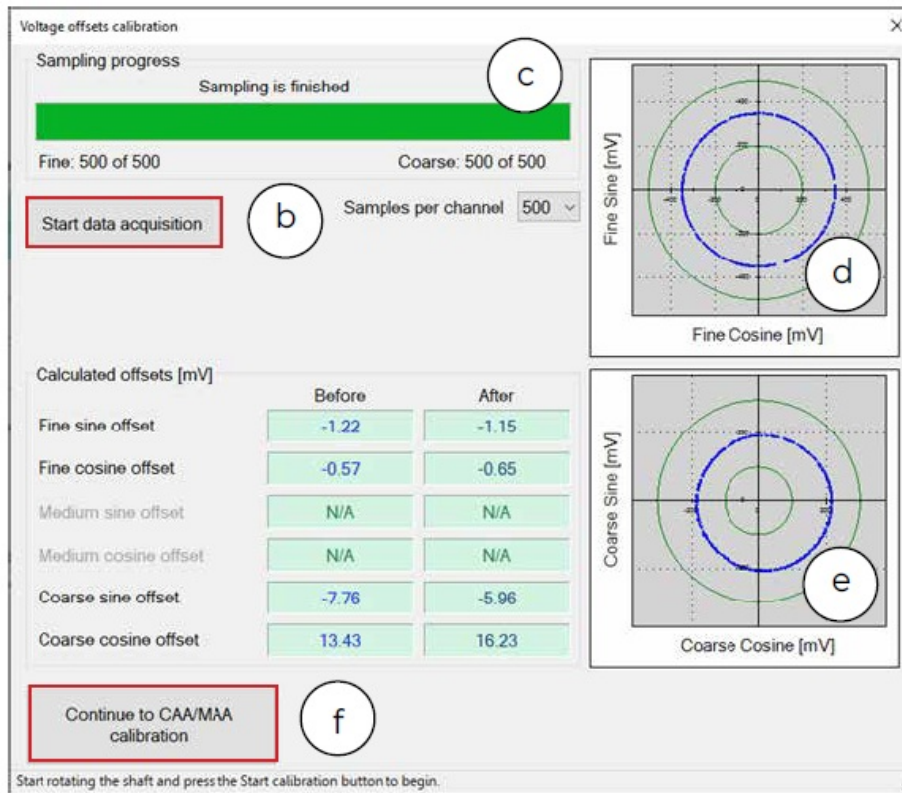 Voltage offsets calibration
Sampling progress
Sampling is finished
c
Fine: 500 of 500 Coarse: 500 of 500
Start data acquisition
b
Samples per channel 500
Fine Sine [mV]
d
Fine Cosine [mV]
Calculated offsets [mV]
Before After
Fine sine offset -1.22 -1.15
Fine cosine offset -0.57 -0.65
Medium sine offset N/A N/A
Medium cosine offset N/A N/A
Coarse sine offset -7.76 -5.96
Coarse cosine offset 13.43 16.23
Coarse Sine [mV]
e
Coarse Cosine [mV]
Continue to CAA/MAA
calibration
f
Start rotating the shaft and press the Start calibration button to begin.